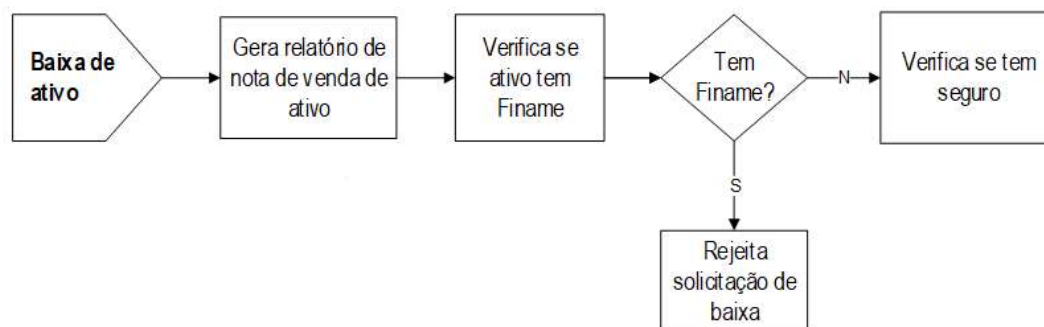 Baixa de
ativo
Gera relatório de
nota de venda de
ativo
Verifica se
ativo tem
Finame
Tem
Finame?
N
Verifica se tem
seguro
S
Rejeita
solicitação de
baixa